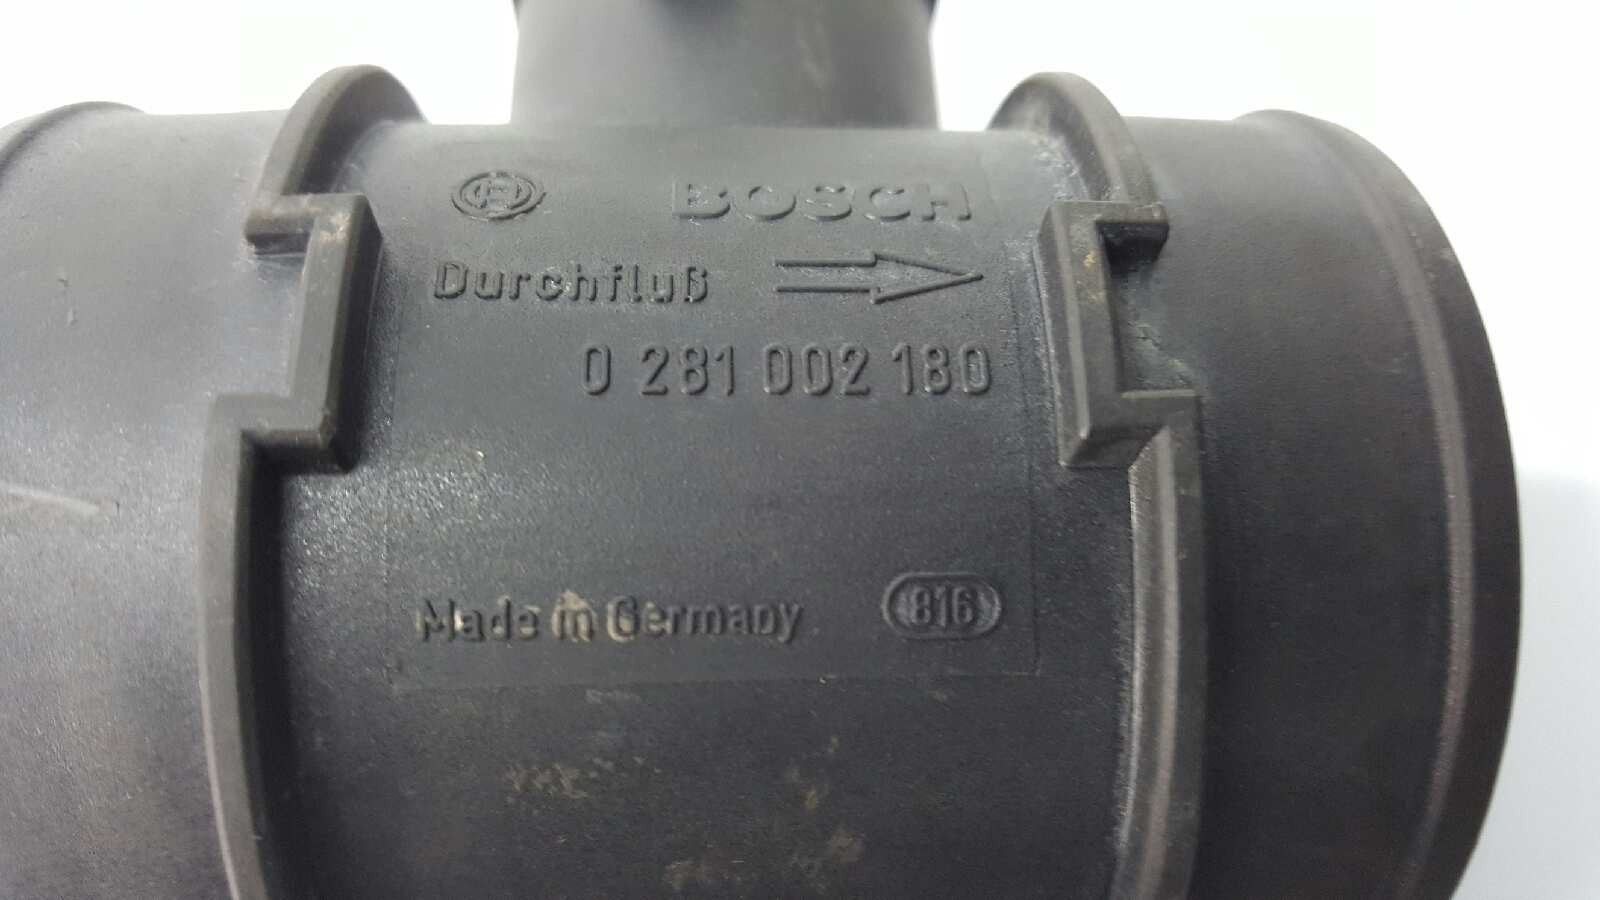 BOSCH
Durchfluß
0 281 002 180
Made in Germany 816